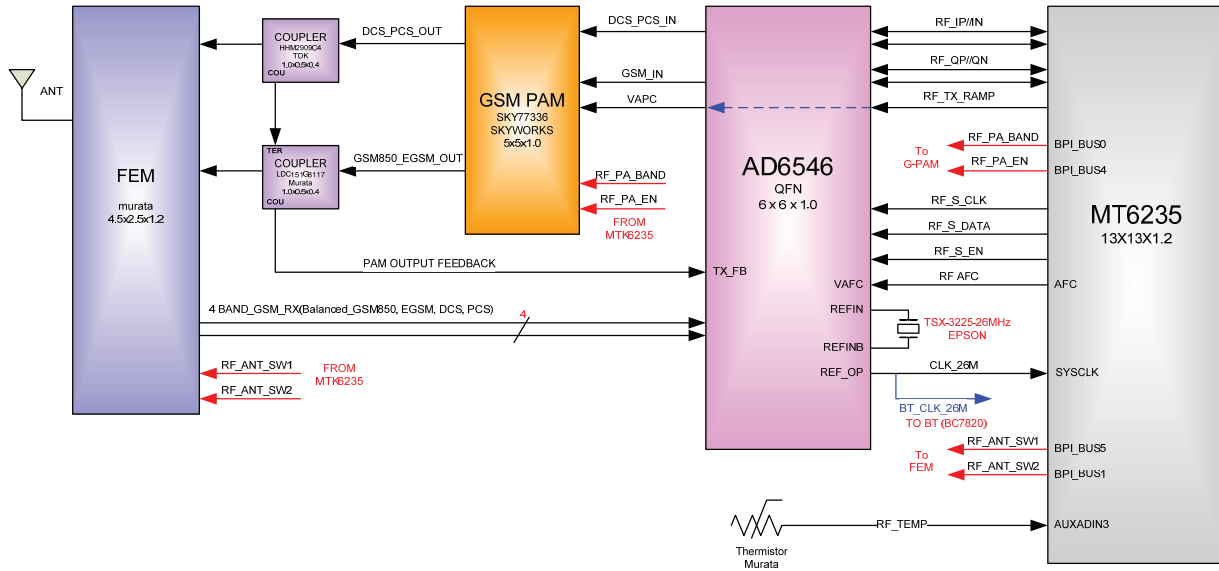 ANT
FEM
murata
4.5x2.5x1.2
COUPLER
HHM2909C4
TDK
1.0x0.5x0.4
COU
TER
COUPLER
LDC151G8117
Murata
1.0x0.5x0.4
COU
DCS_PCS_OUT
GSM850_EGSM_OUT
PAM OUTPUT FEEDBACK
4 BAND_GSM_RX(Balanced_GSM850, EGSM, DCS, PCS)
4
RF_ANT_SW1
RF_ANT_SW2
FROM
MTK6235
GSM PAM
SKY77336
SKYWORKS
5x5x1.0
RF_PA_BAND
RF_PA_EN
FROM
MTK6235
DCS_PCS_IN
GSM_IN
VAPC
AD6546
QFN
6 x 6 x 1.0
TX_FB
VAFC
REFIN
REFINB
REF_OP
RF_IP//IN
RF_QP//QN
RF_TX_RAMP
To
G-PAM
RF_PA_BAND
RF_PA_EN
RF_S_CLK
RF_S_DATA
RF_S_EN
RF AFC
TSX-3225-26MHz
EPSON
CLK_26M
BT_CLK_26M
TO BT (BC7820)
To
FEM
RF_ANT_SW1
RF_ANT_SW2
RF_TEMP
Thermistor
Murata
MT6235
13X13X1.2
BPI_BUS0
BPI_BUS4
AFC
SYSCLK
BPI_BUS5
BPI_BUS1
AUXADIN3